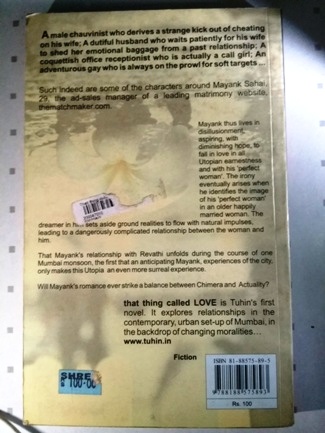 A male chauvinist who derives a strange kick out of cheating
on his wife; A dutiful husband who waits patiently for his wife
to shed her emotional baggage from a past relationship; A
coquettish office receptionist who is actually a call girl; An
adventurous gay who is always on the prowl for soft targets ...
Such indeed are some of the characters around Mayank Sahai,
29, the ad-sales manager of a leading matrimony website,
thematchmaker.com.
Mayank thus lives in
disillusionment,
aspiring, with
diminishing hope, to
fall in love in all
Utopian earnestness
and with his 'perfect
woman'. The irony
eventually arises when
he identifies the image
of his 'perfect woman'
in an older happily
married woman. The
dreamer in him sets aside ground realities to flow with natural impulses,
leading to a dangerously complicated relationship between the woman and
him.
That Mayank's relationship with Revathi unfolds during the course of one
Mumbai monsoon, the first that an anticipating Mayank, experiences of the city,
only makes this Utopia an even more surreal experience.
Will Mayank's romance ever strike a balance between Chimera and Actuality?
that thing called LOVE is Tuhin's first
novel. It explores relationships in the
contemporary, urban set-up of Mumbai, in
the backdrop of changing moralities...
www.tuhin.in
Fiction
ISBN 81-88575-89-5
9 788188 575893
Rs. 100
SHREE
100.00